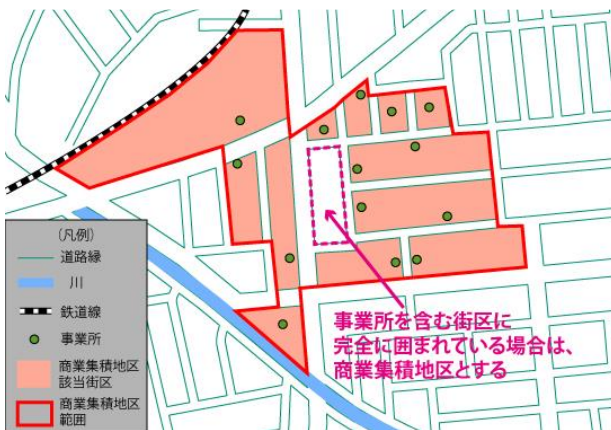 事業所を含む街区に
完全に囲まれている場合は、
商業集積地区とする
(凡例)
道路縁
川
鉄道線
事業所
商業集積地区
該当街区
商業集積地区
範囲